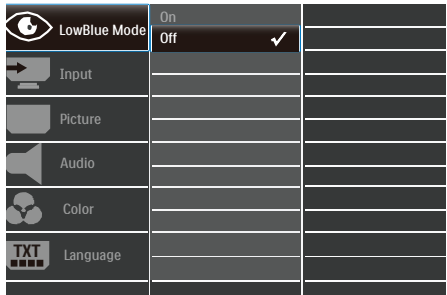 LowBlue Mode
On
Off
Input
Picture
Audio
Color
TXT
Language